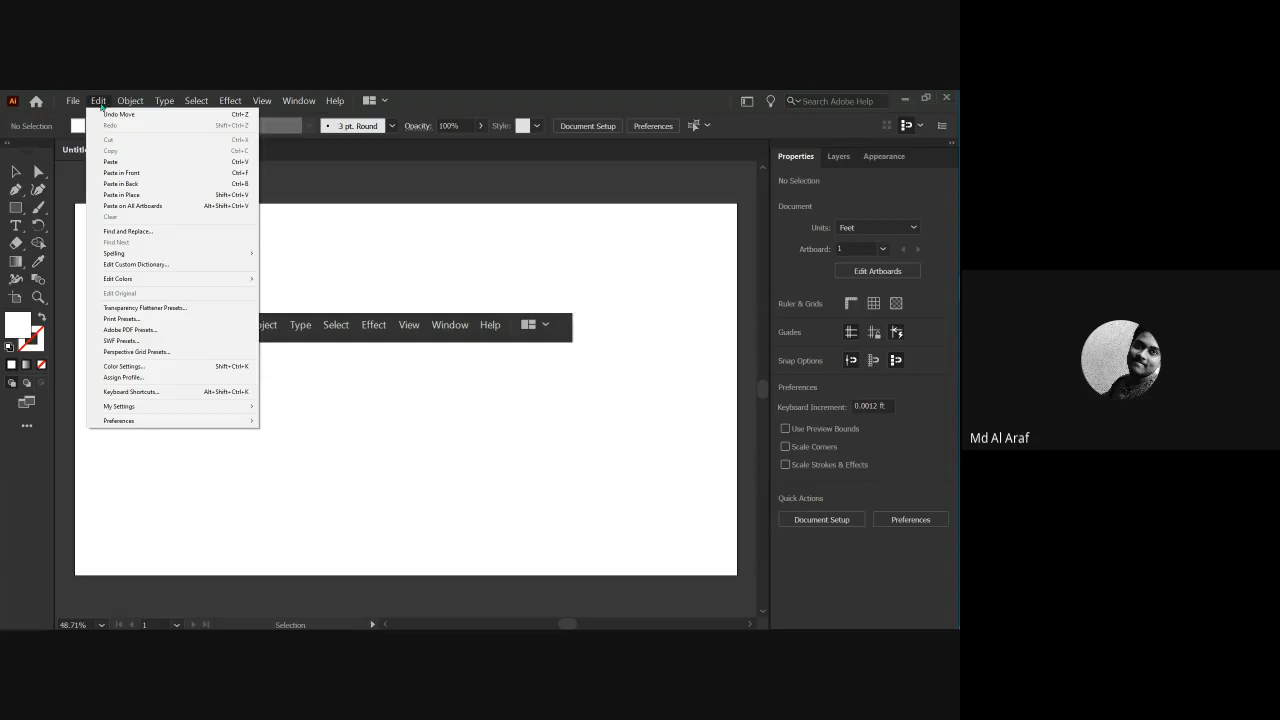 Ai File Edit Object Type Select Effect View Window Help Search Adobe Help
No Selection 3 pt. Round Opacity: 100% Style: Document Setup Preferences
Undo Move Ctrl+Z
Redo Shift+Ctrl+Z
Cut Ctrl+X
Copy Ctrl+C
Paste Ctrl+V
Paste in Front Ctrl+F
Paste in Back Ctrl+B
Paste in Place Shift+Ctrl+V
Paste on All Artboards Alt+Shift+Ctrl+V
Clear
Find and Replace...
Find Next
Spelling
Edit Custom Dictionary...
Edit Colors
Edit Original
Transparency Flattener Presets...
Print Presets...
Adobe PDF Presets...
SWF Presets...
Perspective Grid Presets...
Color Settings... Shift+Ctrl+K
Assign Profile...
Keyboard Shortcuts... Alt+Shift+Ctrl+K
My Settings
Preferences
Type Select Effect View Window Help
Properties Layers Appearance
No Selection
Document
Units: Feet
Artboard: 1
Edit Artboards
Ruler & Grids
Guides
Snap Options
Preferences
Keyboard Increment: 0.0012 ft
Use Preview Bounds
Scale Corners
Scale Strokes & Effects
Quick Actions
Document Setup Preferences
48.71% 1 Selection
Md Al Araf